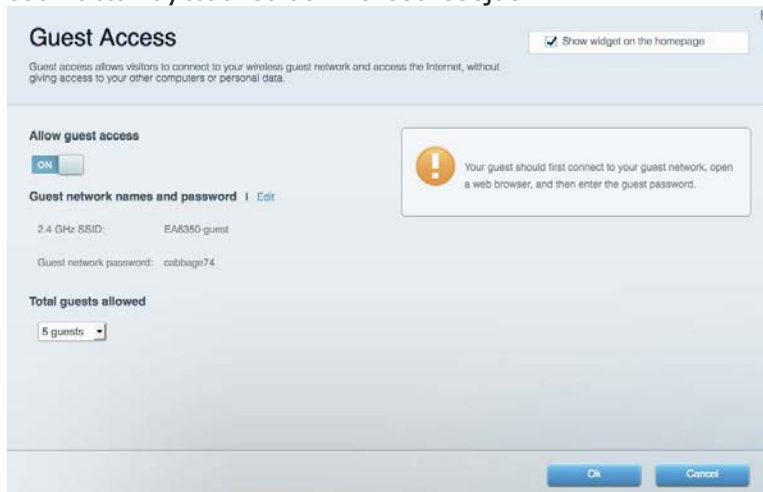 Guest Access
Show widget on the homepage
Guest access allows visitors to connect to your wireless guest network and access the Internet, without
giving access to your other computers or personal data.
Allow guest access
ON
Your guest should first connect to your guest network, open
a web browser, and then enter the guest password.
Guest network names and password | Edit
2.4 GHz SSID: EA6350-guest
Guest network password: cabbage74
Total guests allowed
5 guests
Ok Cancel